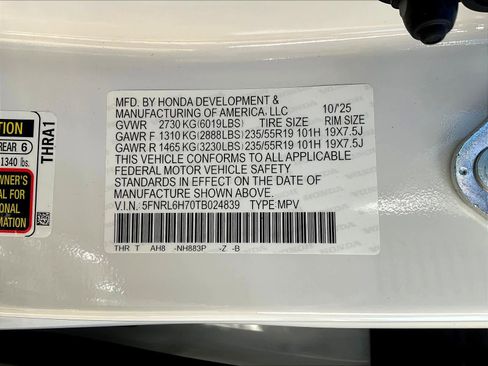 MFD. BY HONDA DEVELOPMENT &
MANUFACTURING OF AMERICA, LLC 10/'25
GVWR 2730 KG (6019LBS) TIRE SIZE RIM SIZE
GAWR F 1310 KG (2888LBS) 235/55R19 101H 19X7.5J
GAWR R 1465 KG (3230LBS) 235/55R19 101H 19X7.5J
THIS VEHICLE CONFORMS TO ALL APPLICABLE
FEDERAL MOTOR VEHICLE SAFETY
STANDARDS IN EFFECT ON THE DATE OF
MANUFACTURE SHOWN ABOVE.
V.I.N. 5FNRL6H70TB024839 TYPE:MPV
THR T AH8 -NH883P -Z -B
THRA1
REAR 6
1340 lbs.